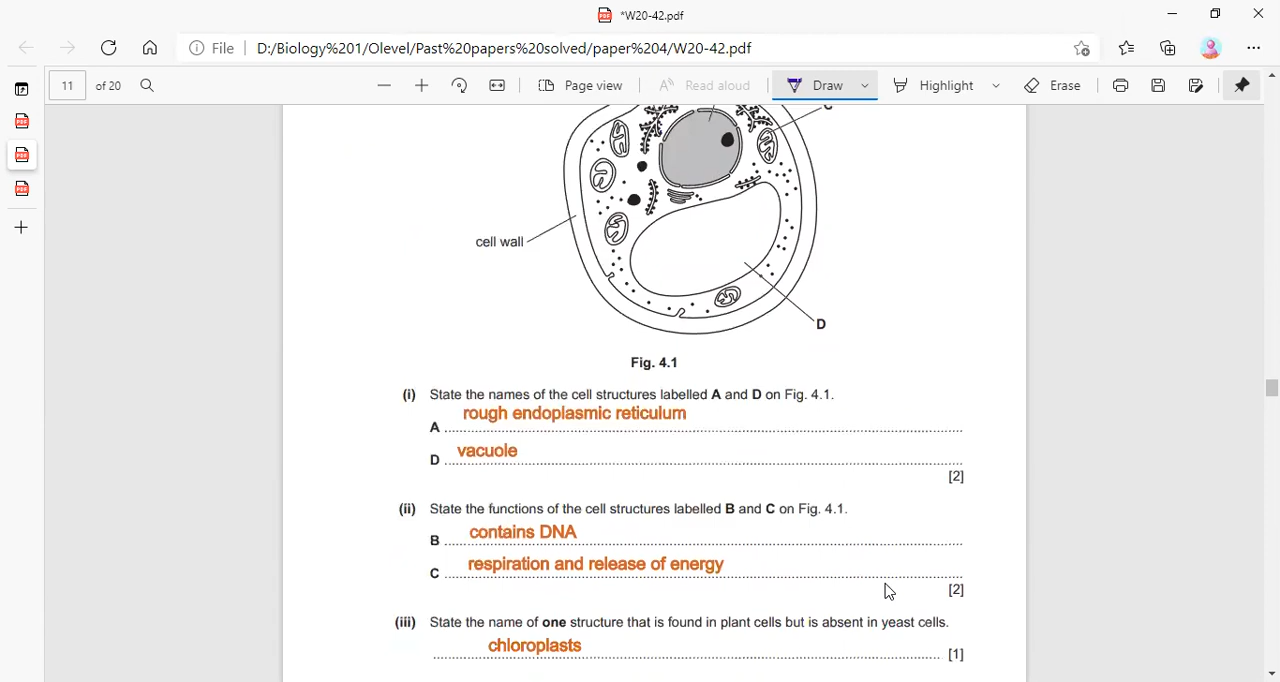 *W20-42.pdf
File
D:/Biology%201/Olevel/Past%20papers%20solved/paper%204/W20-42.pdf
11 of 20
Page view
Read aloud
Draw
Highlight
Erase
cell wall
D
Fig. 4.1
(i) State the names of the cell structures labelled A and D on Fig. 4.1.
rough endoplasmic reticulum
A
vacuole
D
[2]
(ii) State the functions of the cell structures labelled B and C on Fig. 4.1.
contains DNA
B
respiration and release of energy
C
[2]
(iii) State the name of one structure that is found in plant cells but is absent in yeast cells.
chloroplasts
[1]